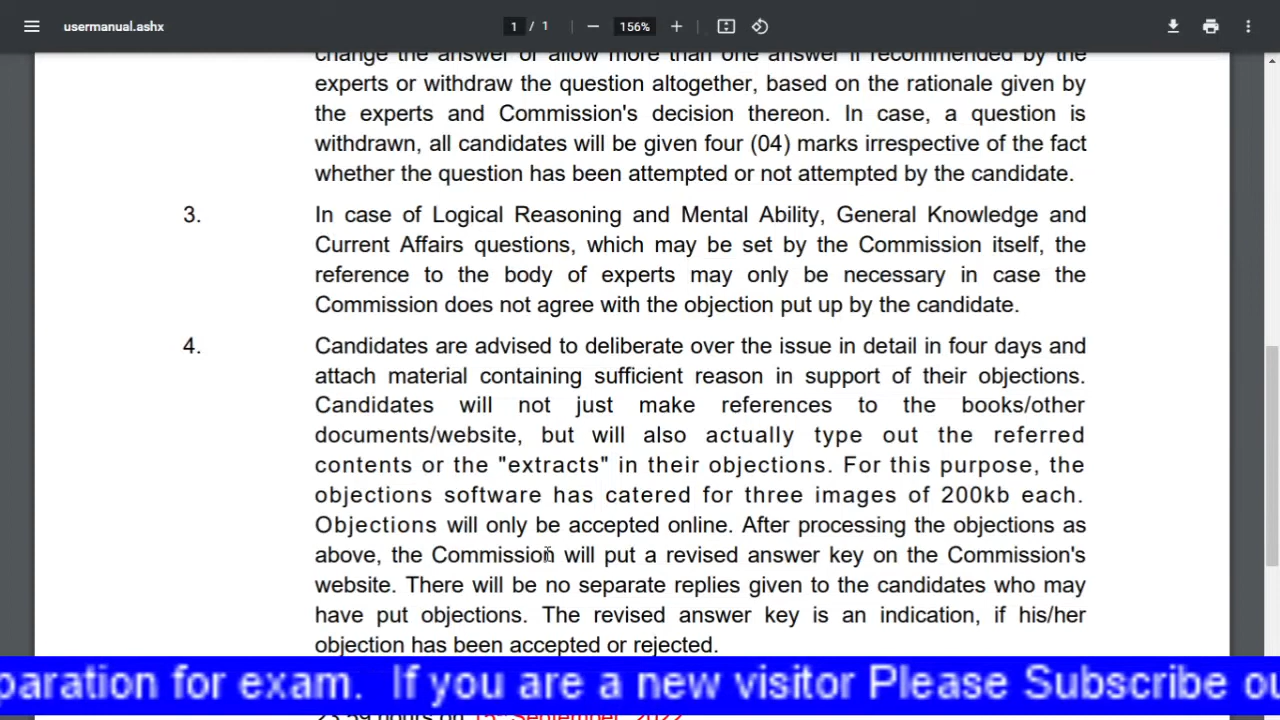 usermanual.ashx
1 / 1
156%
change the answer or allow more than one answer if recommended by the
experts or withdraw the question altogether, based on the rationale given by
the experts and Commission's decision thereon. In case, a question is
withdrawn, all candidates will be given four (04) marks irrespective of the fact
whether the question has been attempted or not attempted by the candidate.
3.
In case of Logical Reasoning and Mental Ability, General Knowledge and
Current Affairs questions, which may be set by the Commission itself, the
reference to the body of experts may only be necessary in case the
Commission does not agree with the objection put up by the candidate.
4.
Candidates are advised to deliberate over the issue in detail in four days and
attach material containing sufficient reason in support of their objections.
Candidates will not just make references to the books/other
documents/website, but will also actually type out the referred
contents or the "extracts" in their objections. For this purpose, the
objections software has catered for three images of 200kb each.
Objections will only be accepted online. After processing the objections as
above, the Commission will put a revised answer key on the Commission's
website. There will be no separate replies given to the candidates who may
have put objections. The revised answer key is an indication, if his/her
objection has been accepted or rejected.
paration for exam. If you are a new visitor Please Subscribe ou
23:59 hours on 15th September, 2022